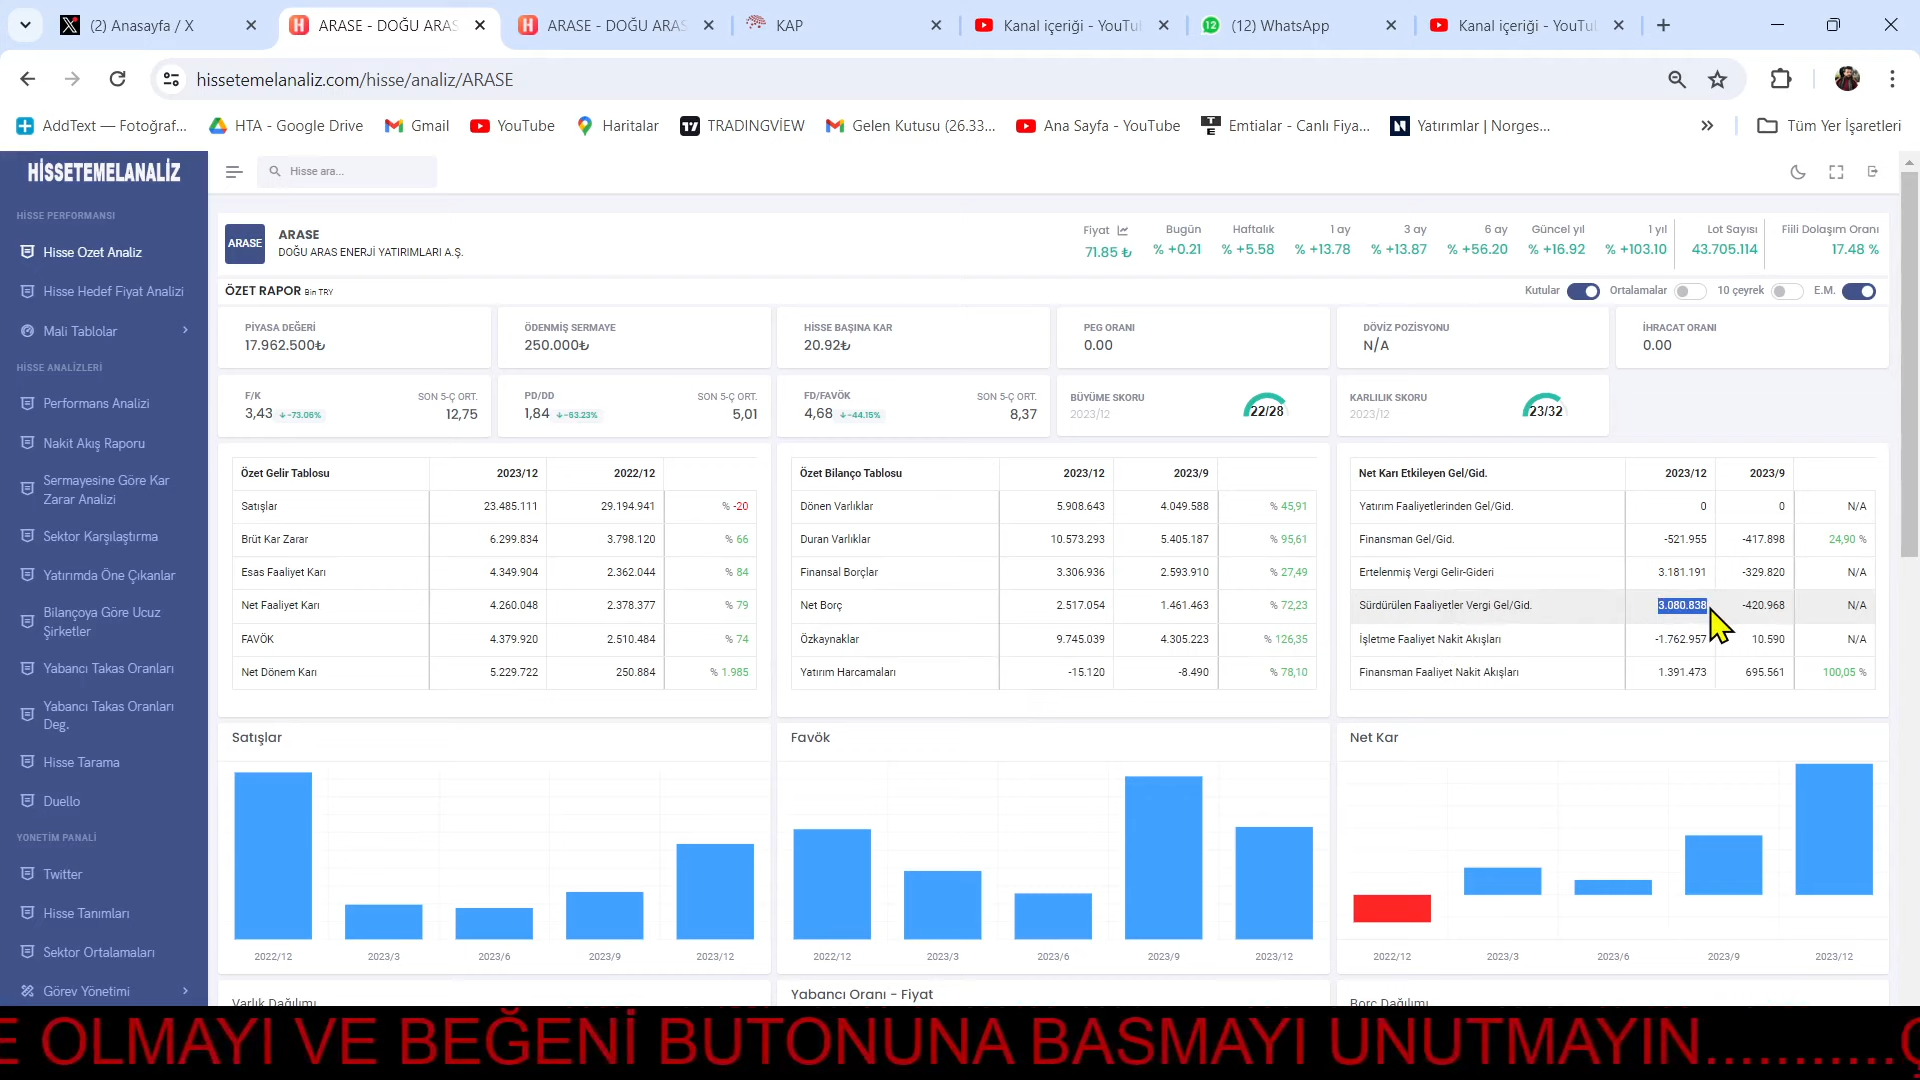 (2) Anasayfa / X
ARASE - DOĞU ARAS
ARASE - DOĞU ARAS
KAP
Kanal içeriği - YouTu
(12) WhatsApp
Kanal içeriği - YouTu
hissetemelanaliz.com/hisse/analiz/ARASE
AddText — Fotoğraf...
HTA - Google Drive
Gmail
YouTube
Haritalar
TRADINGVİEW
Gelen Kutusu (26.33...
Ana Sayfa - YouTube
Emtialar - Canlı Fiya...
Yatırımlar | Norges...
Tüm Yer İşaretleri
HİSSETEMELANALİZ
Hisse ara...
HİSSE PERFORMANSI
Hisse Ozet Analiz
Hisse Hedef Fiyat Analizi
Mali Tablolar
HİSSE ANALİZLERİ
Performans Analizi
Nakit Akış Raporu
Sermayesine Göre Kar
Zarar Analizi
Sektor Karşılaştırma
Yatırımda Öne Çıkanlar
Bilançoya Göre Ucuz
Şirketler
Yabancı Takas Oranları
Yabancı Takas Oranları
Deg.
Hisse Tarama
Duello
YONETİM PANALİ
Twitter
Hisse Tanımları
Sektor Ortalamaları
Görev Yönetimi
ARASE
ARASE
DOĞU ARAS ENERJİ YATIRIMLARI A.Ş.
Fiyat Bugün Haftalık 1 ay 3 ay 6 ay Güncel yıl 1 yıl Lot Sayısı Fiili Dolaşım Oranı
71.85 ₺ % +0.21 % +5.58 % +13.78 % +13.87 % +56.20 % +16.92 % +103.10 43.705.114 17.48 %
ÖZET RAPOR Bin TRY
Kutular Ortalamalar 10 çeyrek E.M.
PİYASA DEĞERİ
17.962.500₺
ÖDENMİŞ SERMAYE
250.000₺
HİSSE BAŞINA KAR
20.92₺
PEG ORANI
0.00
DÖVİZ POZİSYONU
N/A
İHRACAT ORANI
0.00
F/K SON 5-Ç ORT.
3,43 -73.06% 12,75
PD/DD SON 5-Ç ORT.
1,84 -63.23% 5,01
FD/FAVÖK SON 5-Ç ORT.
4,68 -44.15% 8,37
BÜYÜME SKORU
2023/12
22/28
KARLILIK SKORU
2023/12
23/32
Özet Gelir Tablosu 2023/12 2022/12
Satışlar 23.485.111 29.194.941 % -20
Brüt Kar Zarar 6.299.834 3.798.120 % 66
Esas Faaliyet Karı 4.349.904 2.362.044 % 84
Net Faaliyet Karı 4.260.048 2.378.377 % 79
FAVÖK 4.379.920 2.510.484 % 74
Net Dönem Karı 5.229.722 250.884 % 1.985
Özet Bilanço Tablosu 2023/12 2023/9
Dönen Varlıklar 5.908.643 4.049.588 % 45,91
Duran Varlıklar 10.573.293 5.405.187 % 95,61
Finansal Borçlar 3.306.936 2.593.910 % 27,49
Net Borç 2.517.054 1.461.463 % 72,23
Özkaynaklar 9.745.039 4.305.223 % 126,35
Yatırım Harcamaları -15.120 -8.490 % 78,10
Net Karı Etkileyen Gel/Gid. 2023/12 2023/9
Yatırım Faaliyetlerinden Gel/Gid. 0 0 N/A
Finansman Gel/Gid. -521.955 -417.898 24,90 %
Ertelenmiş Vergi Gelir-Gideri 3.181.191 -329.820 N/A
Sürdürülen Faaliyetler Vergi Gel/Gid. 3.080.838 -420.968 N/A
İşletme Faaliyet Nakit Akışları -1.762.957 10.590 N/A
Finansman Faaliyet Nakit Akışları 1.391.473 695.561 100,05 %
Satışlar
2022/12 2023/3 2023/6 2023/9 2023/12
Favök
2022/12 2023/3 2023/6 2023/9 2023/12
Net Kar
2022/12 2023/3 2023/6 2023/9 2023/12
Varlık Dağılımı
Yabancı Oranı - Fiyat
Borç Dağılımı
E OLMAYI VE BEĞENİ BUTONUNA BASMAYI UNUTMAYIN...........